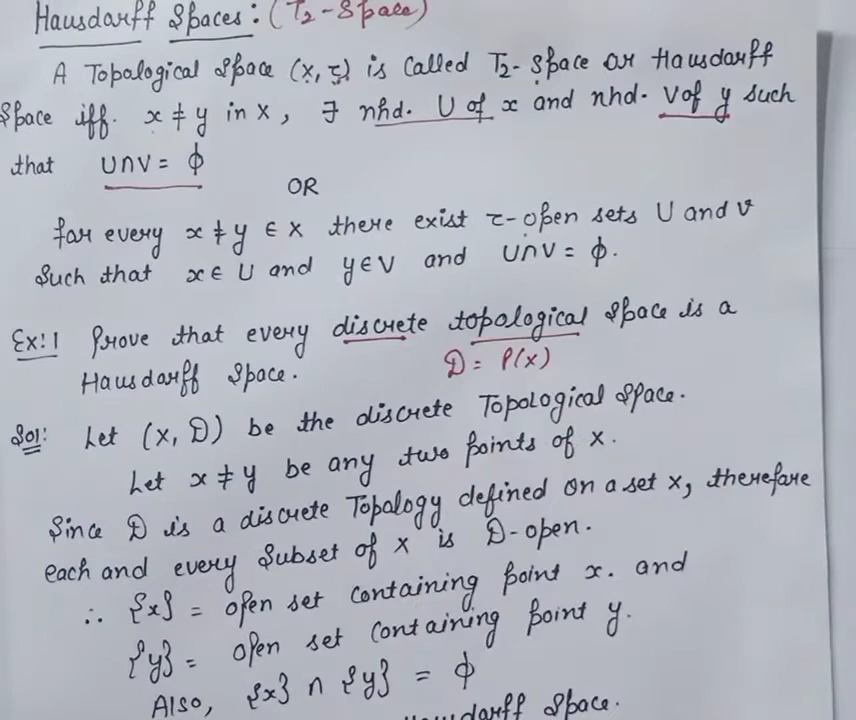 Hausdorff Spaces: (T₂-Space)
A Topological Space (X, τ) is called T₂-Space or Hausdorff
Space iff. x ≠ y in X, ∃ nhd. U of x and nhd. V of y such
that U∩V = ϕ
OR
for every x ≠ y ∈ X there exist τ-open sets U and V
Such that x ∈ U and y ∈ V and U∩V = ϕ.
Ex:1 Prove that every discrete topological space is a
Hausdorff Space. D = P(X)
Sol: Let (X, D) be the discrete Topological Space.
Let x ≠ y be any two points of X.
Since D is a discrete Topology defined on a set X, therefore
each and every Subset of X is D-open.
∴ {x} = open set containing point x. and
{y} = open set containing point y.
Also, {x} ∩ {y} = ϕ
Space.